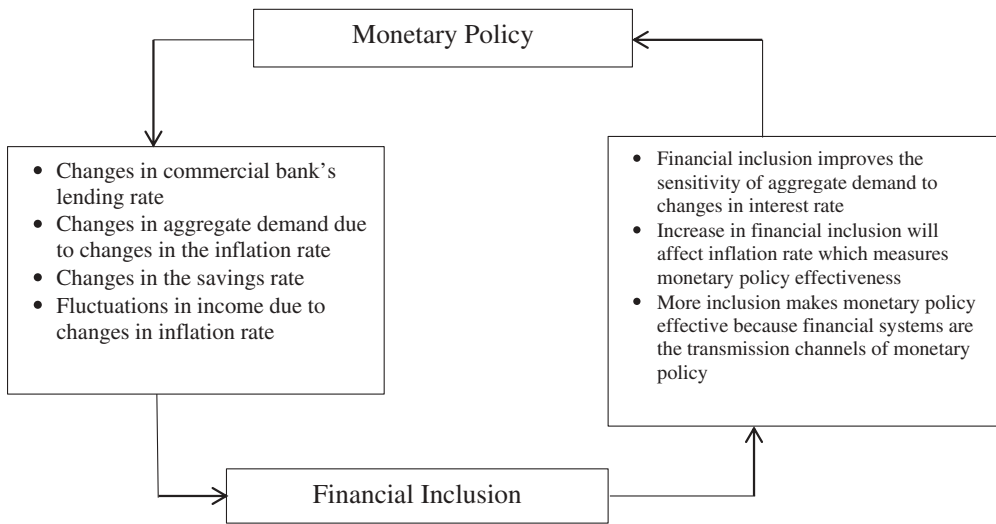 Monetary Policy
• Changes in commercial bank’s
lending rate
• Changes in aggregate demand due
to changes in the inflation rate
• Changes in the savings rate
• Fluctuations in income due to
changes in inflation rate
• Financial inclusion improves the
sensitivity of aggregate demand to
changes in interest rate
• Increase in financial inclusion will
affect inflation rate which measures
monetary policy effectiveness
• More inclusion makes monetary policy
effective because financial systems are
the transmission channels of monetary
policy
Financial Inclusion